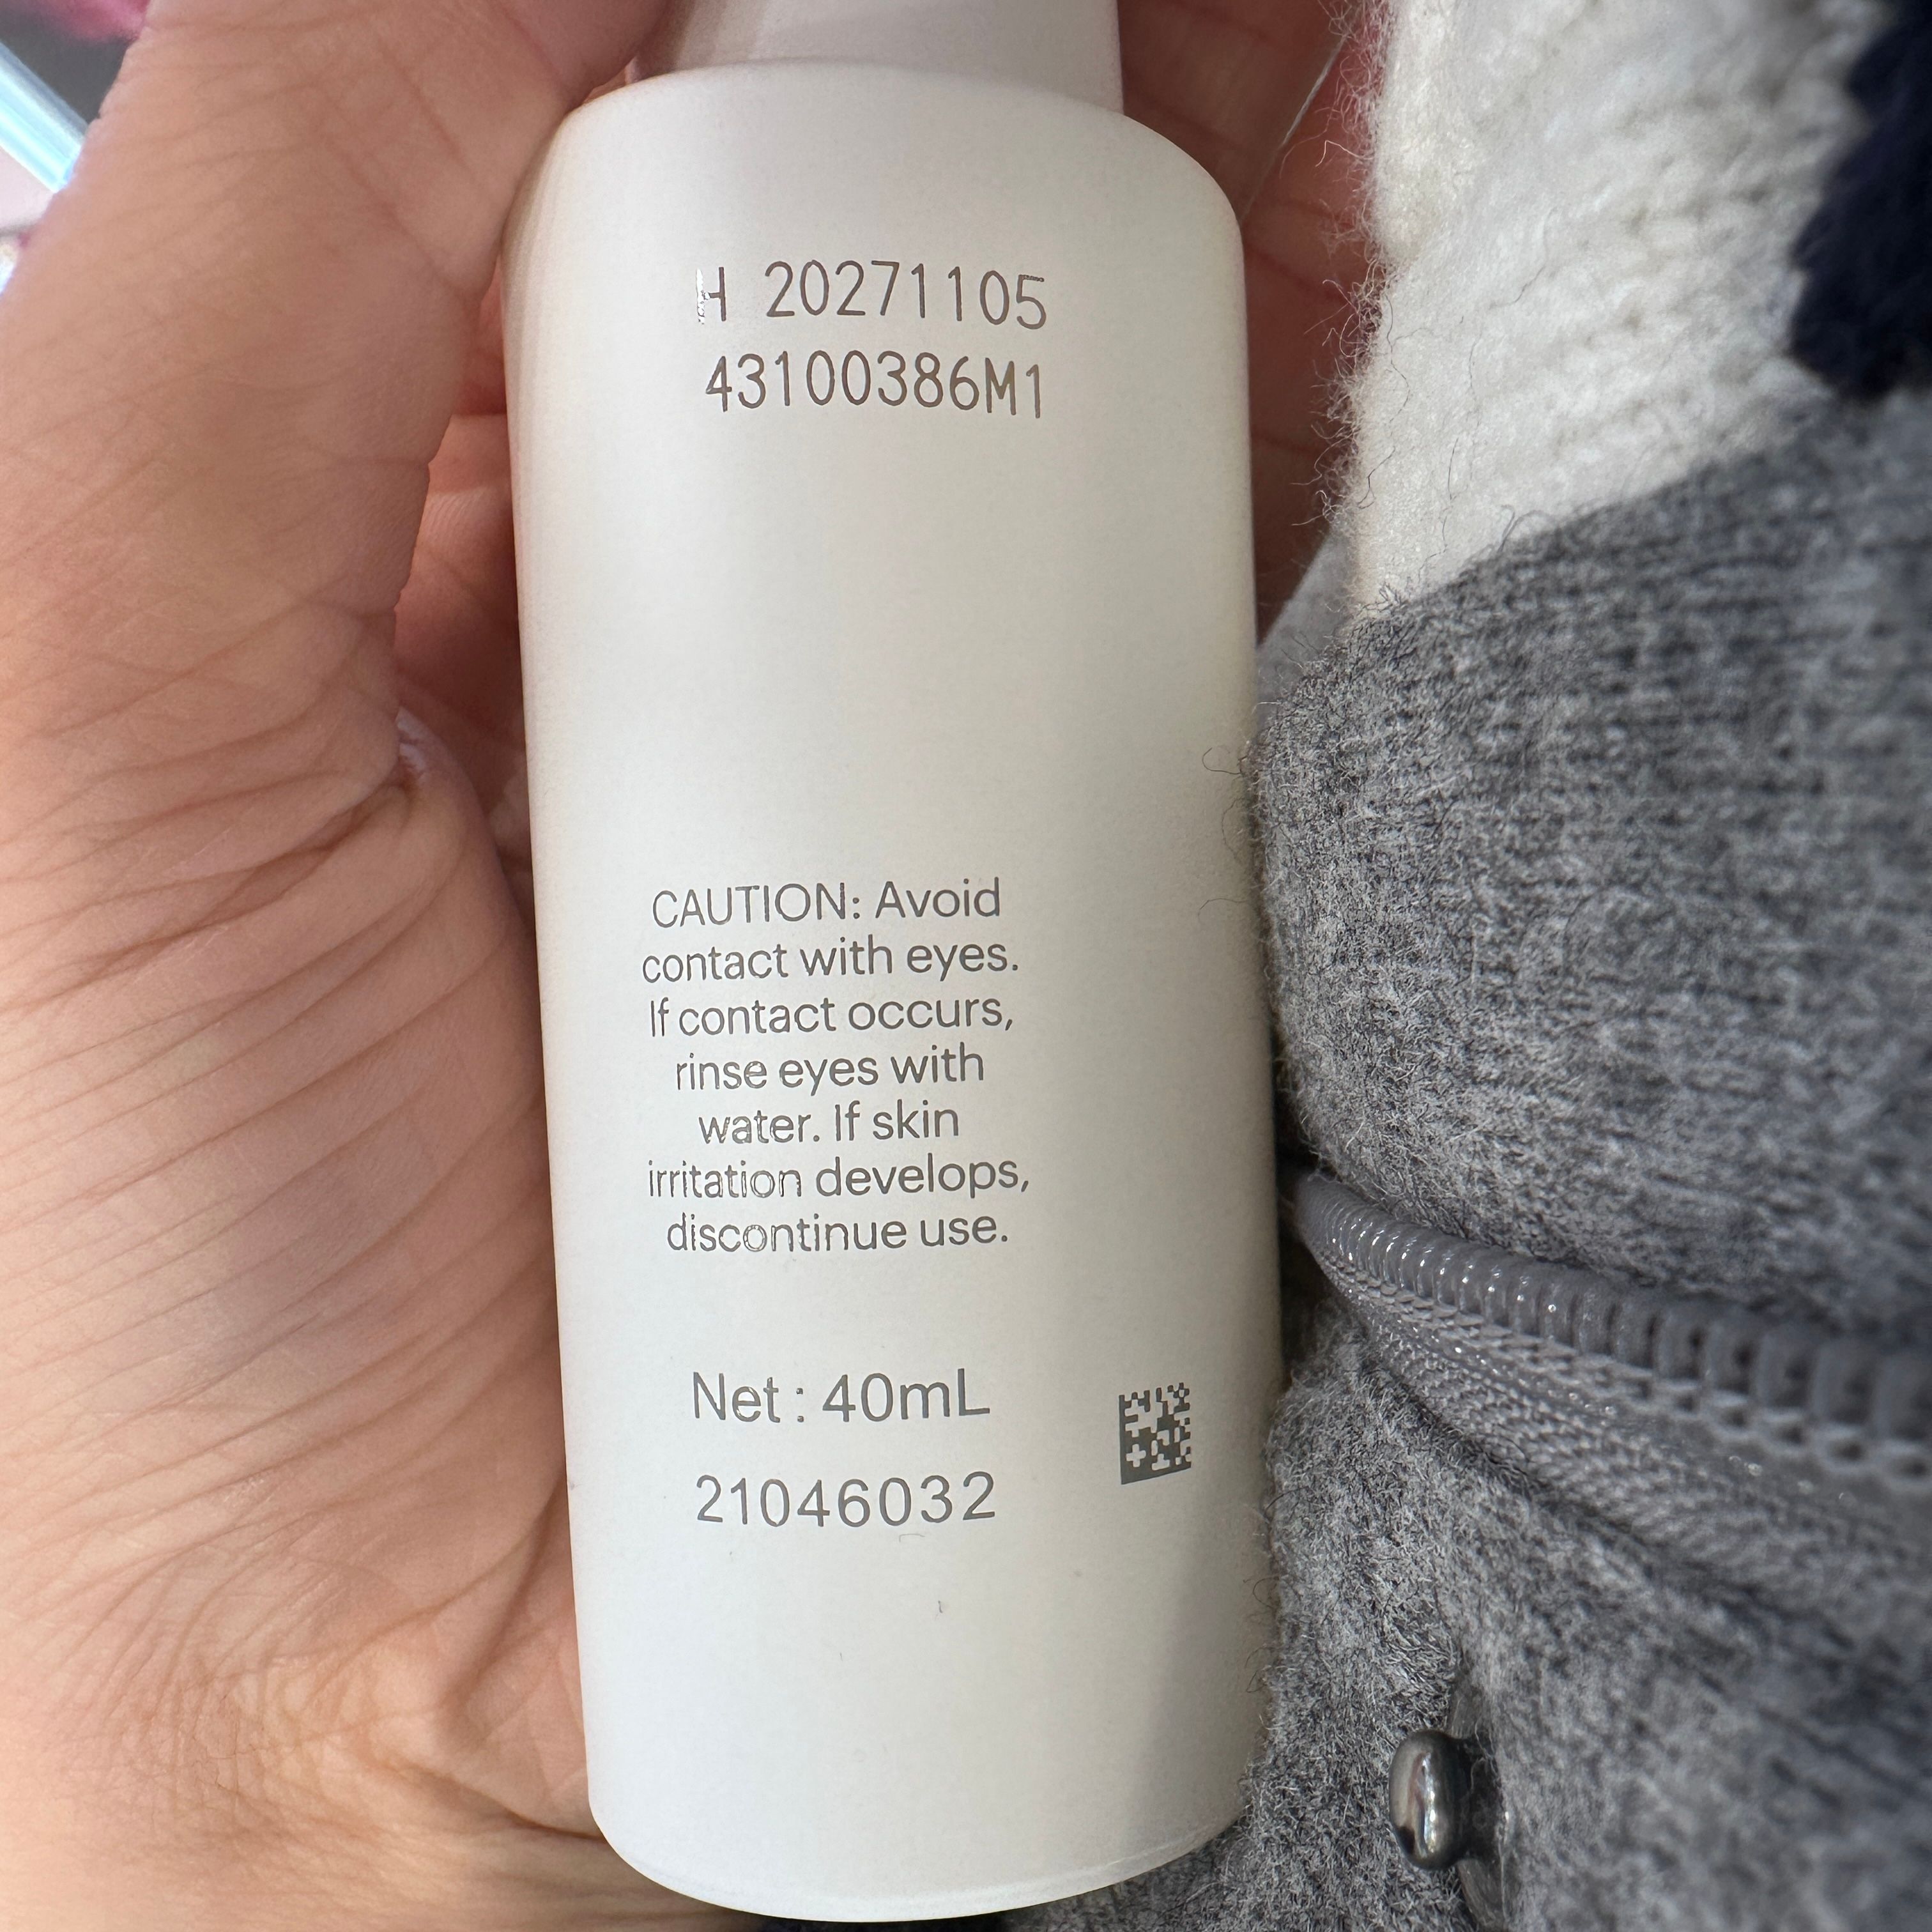 H 20271105
43100386M1
CAUTION: Avoid
contact with eyes.
If contact occurs,
rinse eyes with
water. If skin
irritation develops,
discontinue use.
Net : 40mL
21046032